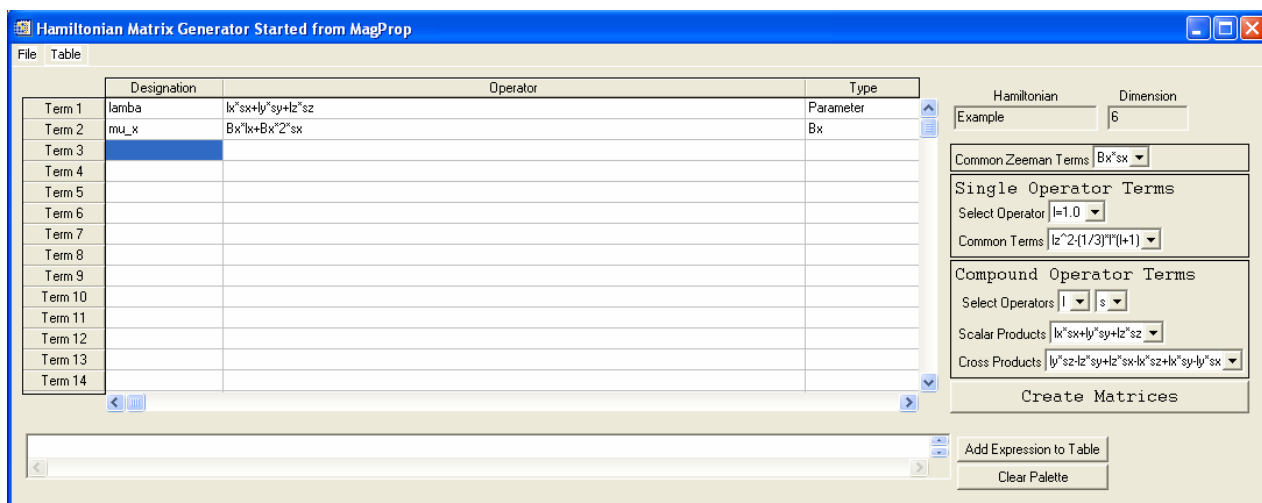 Hamiltonian Matrix Generator Started from MagProp
File Table
Designation Operator Type
Term 1 lamba lx*sx+ly*sy+lz*sz Parameter
Term 2 mu_x Bx*lx+Bx*2*sx Bx
Term 3
Term 4
Term 5
Term 6
Term 7
Term 8
Term 9
Term 10
Term 11
Term 12
Term 13
Term 14
Hamiltonian Dimension
Example 6
Common Zeeman Terms Bx*sx
Single Operator Terms
Select Operator l=1.0
Common Terms lz^2-(1/3)*l*(l+1)
Compound Operator Terms
Select Operators l s
Scalar Products lx*sx+ly*sy+lz*sz
Cross Products ly*sz-lz*sy+lz*sx-lx*sz+lx*sy-ly*sx
Create Matrices
Add Expression to Table
Clear Palette